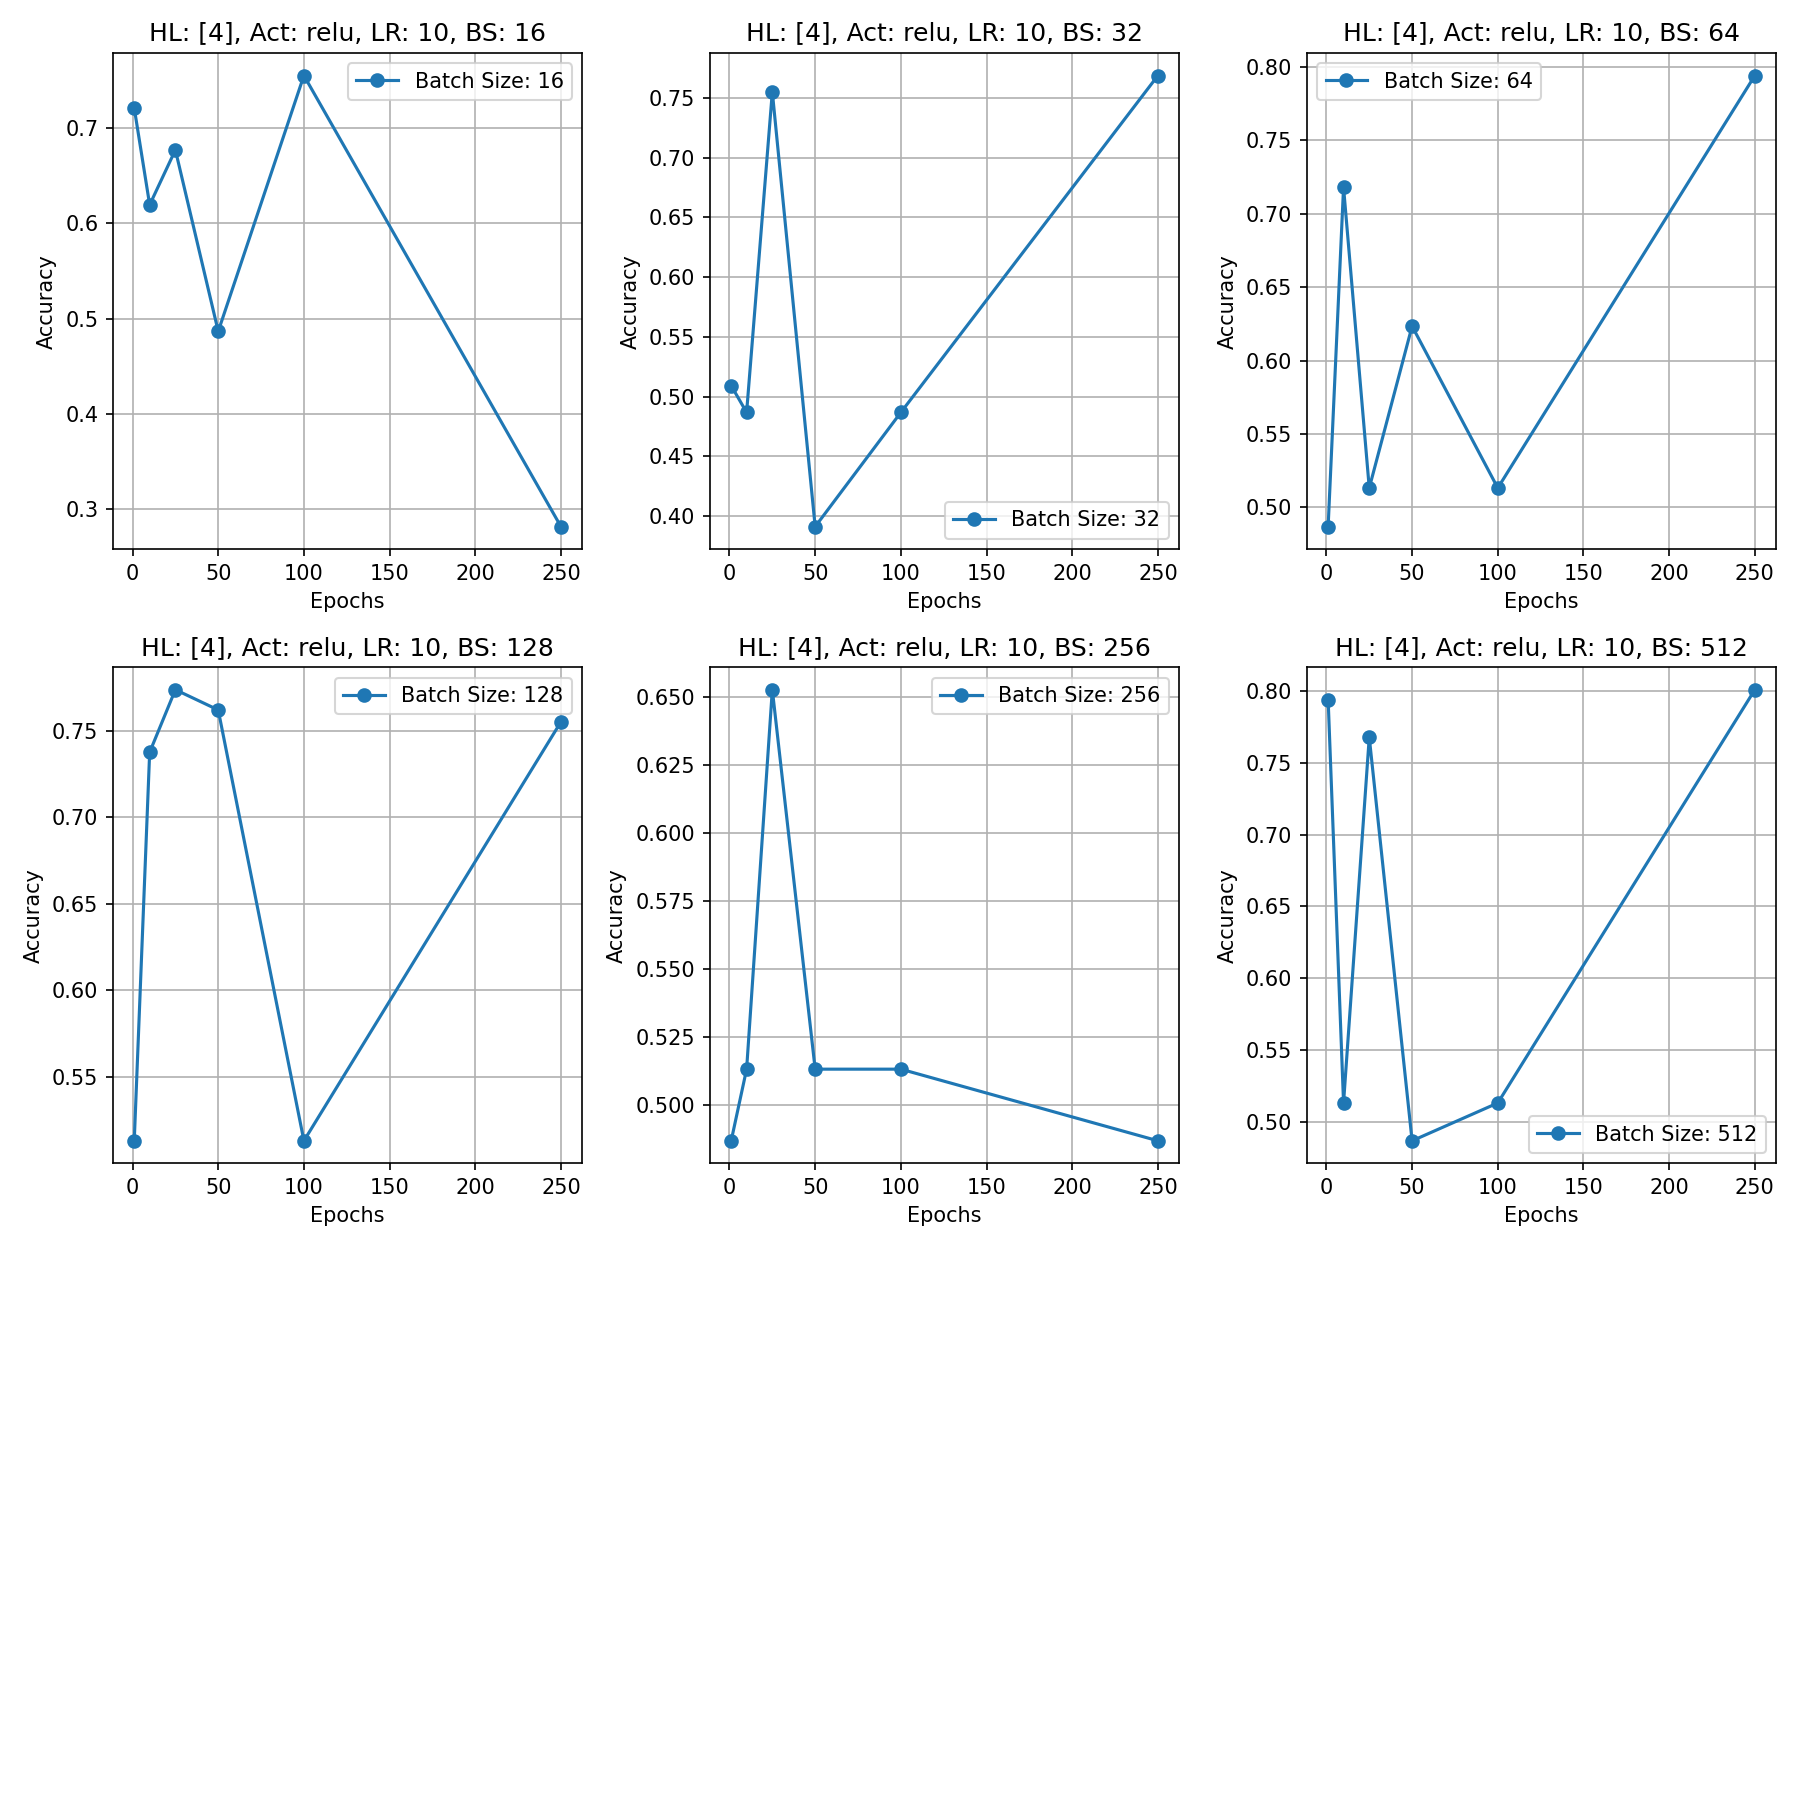 HL: [4], Act: relu, LR: 10, BS: 16
Batch Size: 16
0.7
0.6
0.5
0.4
0.3
Accuracy
0 50 100 150 200 250
Epochs
HL: [4], Act: relu, LR: 10, BS: 32
0.75
0.70
0.65
0.60
0.55
0.50
0.45
0.40
Accuracy
Batch Size: 32
0 50 100 150 200 250
Epochs
HL: [4], Act: relu, LR: 10, BS: 64
Batch Size: 64
0.80
0.75
0.70
0.65
0.60
0.55
0.50
Accuracy
0 50 100 150 200 250
Epochs
HL: [4], Act: relu, LR: 10, BS: 128
Batch Size: 128
0.75
0.70
0.65
0.60
0.55
Accuracy
0 50 100 150 200 250
Epochs
HL: [4], Act: relu, LR: 10, BS: 256
Batch Size: 256
0.650
0.625
0.600
0.575
0.550
0.525
0.500
Accuracy
0 50 100 150 200 250
Epochs
HL: [4], Act: relu, LR: 10, BS: 512
0.80
0.75
0.70
0.65
0.60
0.55
0.50
Accuracy
Batch Size: 512
0 50 100 150 200 250
Epochs